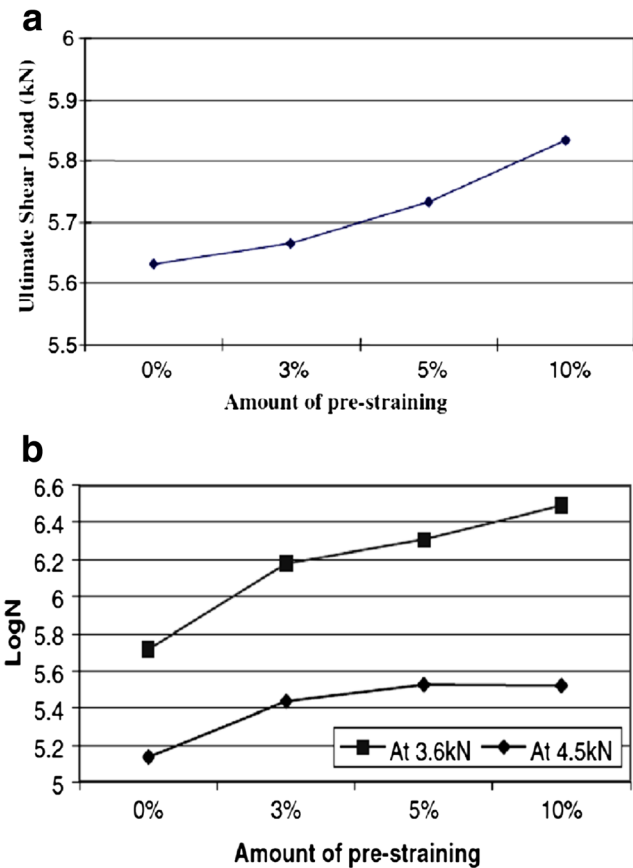 a
Ultimate Shear Load (kN)
6
5.9
5.8
5.7
5.6
5.5
0% 3% 5% 10%
Amount of pre-straining
b
LogN
6.6
6.4
6.2
6
5.8
5.6
5.4
5.2
5
At 3.6kN At 4.5kN
0% 3% 5% 10%
Amount of pre-straining